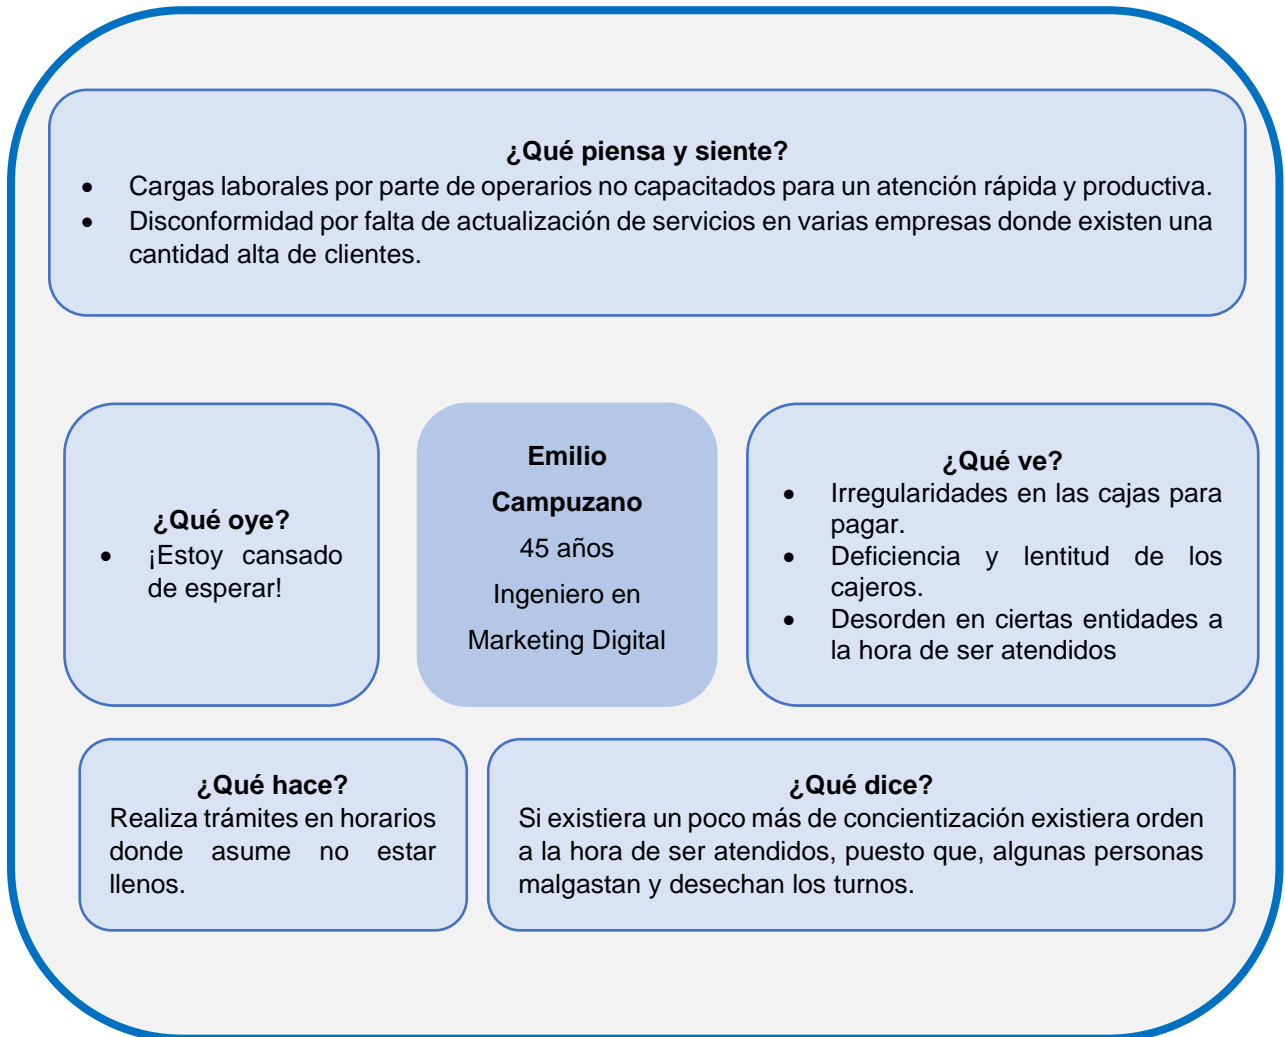 ¿Qué piensa y siente?
• Cargas laborales por parte de operarios no capacitados para un atención rápida y productiva.
• Disconformidad por falta de actualización de servicios en varias empresas donde existen una
cantidad alta de clientes.
¿Qué oye?
• ¡Estoy cansado
de esperar!
Emilio
Campuzano
45 años
Ingeniero en
Marketing Digital
¿Qué ve?
• Irregularidades en las cajas para
pagar.
• Deficiencia y lentitud de los
cajeros.
• Desorden en ciertas entidades a
la hora de ser atendidos
¿Qué hace?
Realiza trámites en horarios
donde asume no estar
llenos.
¿Qué dice?
Si existiera un poco más de concientización existiera orden
a la hora de ser atendidos, puesto que, algunas personas
malgastan y desechan los turnos.